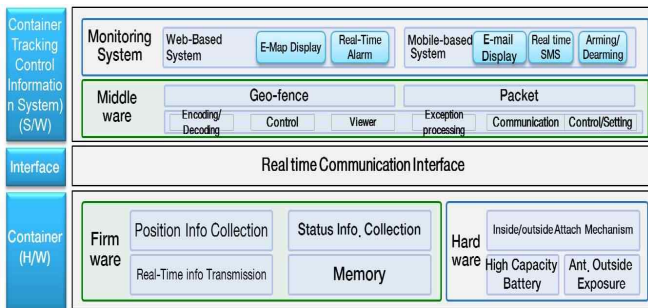 Container
Tracking
Control
Informatio
n System)
(S/W)
Monitoring
System
Web-Based
System
E-Map Display
Real-Time
Alarm
Mobile-based
System
E-mail
Display
Real time
SMS
Arming/
Dearming
Middle
ware
Geo-fence
Encoding/
Decoding
Control
Viewer
Packet
Exception
processing
Communication
Control/Setting
Interface
Real time Communication Interface
Container
(H/W)
Firm
ware
Position Info Collection
Status Info. Collection
Real-Time info Transmission
Memory
Hard
ware
Inside/outside Attach Mechanism
High Capacity
Battery
Ant. Outside
Exposure